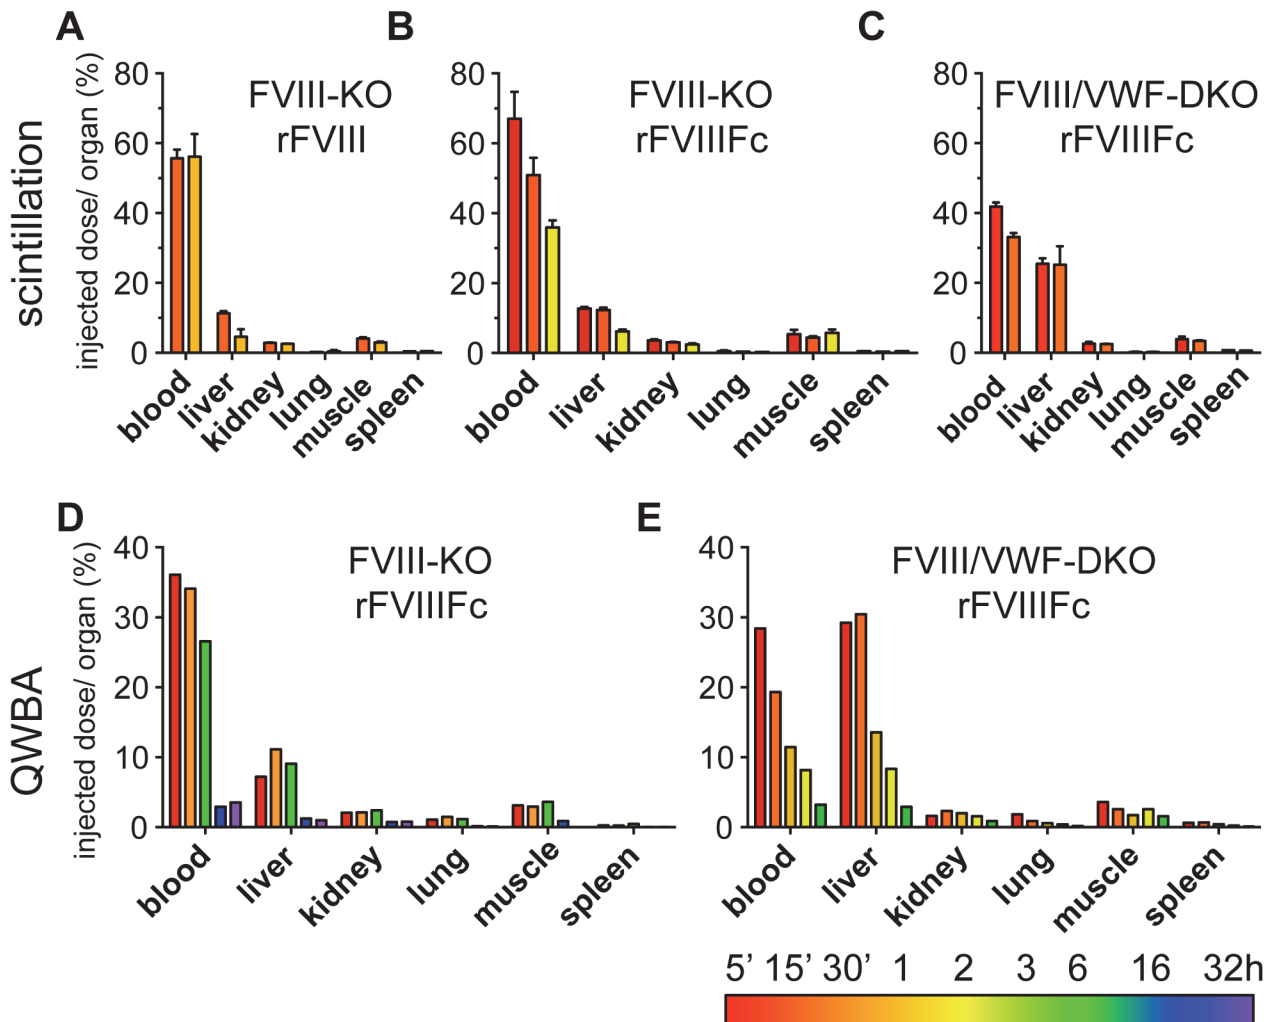 A
B
C
scintillation
injected dose/ organ (%)
80
60
40
20
0
FVIII-KO
rFVIII
blood
liver
kidney
lung
muscle
spleen
80
60
40
20
0
FVIII-KO
rFVIIIFc
blood
liver
kidney
lung
muscle
spleen
80
60
40
20
0
FVIII/VWF-DKO
rFVIIIFc
blood
liver
kidney
lung
muscle
spleen
D
E
QWBA
injected dose/ organ (%)
40
30
20
10
0
FVIII-KO
rFVIIIFc
blood
liver
kidney
lung
muscle
spleen
40
30
20
10
0
FVIII/VWF-DKO
rFVIIIFc
blood
liver
kidney
lung
muscle
spleen
5’ 15’ 30’ 1 2 3 6 16 32h